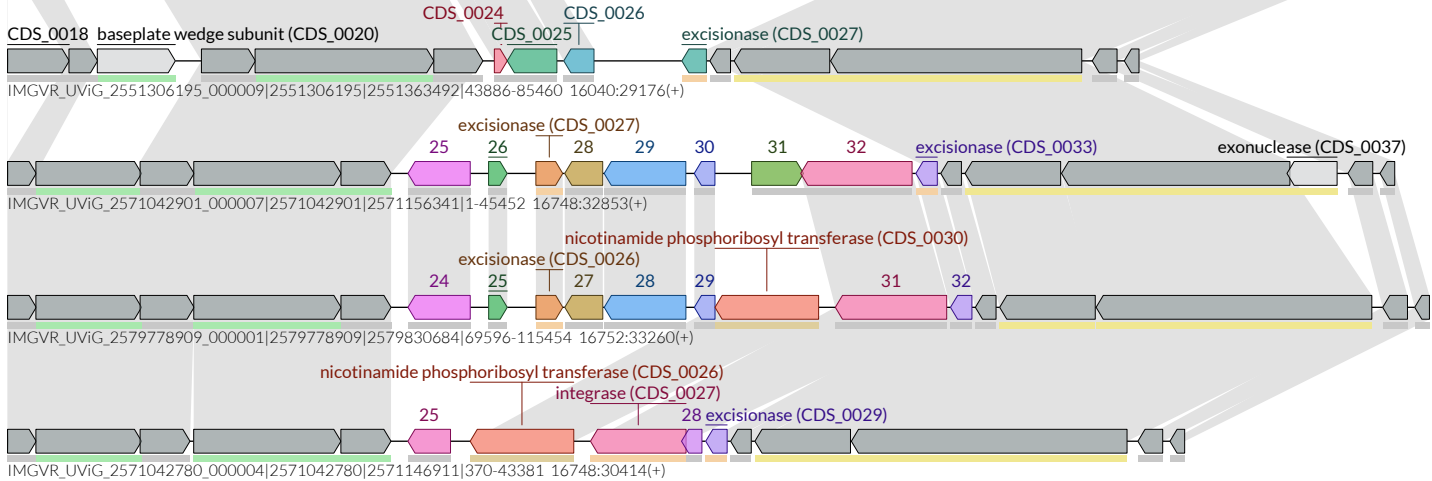 CDS_0024 CDS_0026
CDS_0018 baseplate wedge subunit (CDS_0020) CDS_0025 excisionase (CDS_0027)
IMGVR_UViG_2551306195_000009|2551306195|2551363492|43886-85460 16040:29176(+)
excisionase (CDS_0027)
25 26 28 29 30 31 32 excisionase (CDS_0033) exonuclease (CDS_0037)
IMGVR_UViG_2571042901_000007|2571042901|2571156341|1-45452 16748:32853(+)
nicotinamide phosphoribosyl transferase (CDS_0030)
excisionase (CDS_0026)
24 25 27 28 29 31 32
IMGVR_UViG_2579778909_000001|2579778909|2579830684|69596-115454 16752:33260(+)
nicotinamide phosphoribosyl transferase (CDS_0026)
integrase (CDS_0027)
25 28 excisionase (CDS_0029)
IMGVR_UViG_2571042780_000004|2571042780|2571146911|370-43381 16748:30414(+)